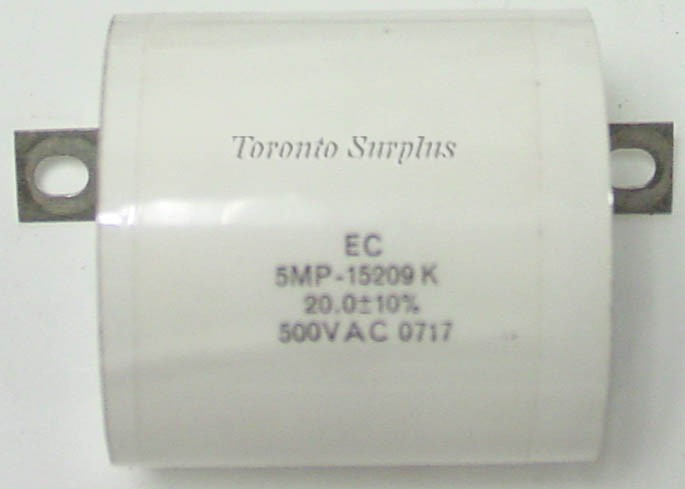 Toronto Surplus
EC
5MP-15209 K
20.0±10%
500VAC 0717